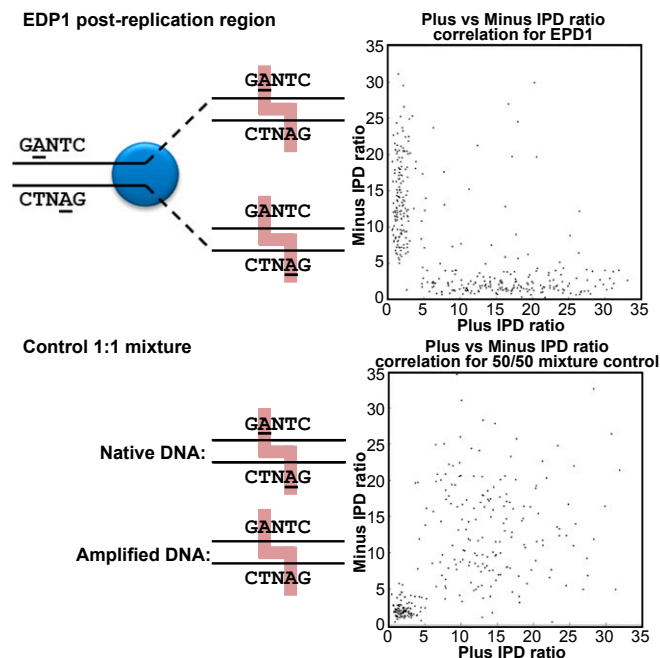 EDP1 post-replication region
GANTC
CTNAG
GANTC
CTNAG
GANTC
CTNAG
Plus vs Minus IPD ratio
correlation for EPD1
Minus IPD ratio
35
30
25
20
15
10
5
0
0 5 10 15 20 25 30 35
Plus IPD ratio
Control 1:1 mixture
Native DNA:
GANTC
CTNAG
Amplified DNA:
GANTC
CTNAG
Plus vs Minus IPD ratio
correlation for 50/50 mixture control
Minus IPD ratio
35
30
25
20
15
10
5
0
0 5 10 15 20 25 30 35
Plus IPD ratio